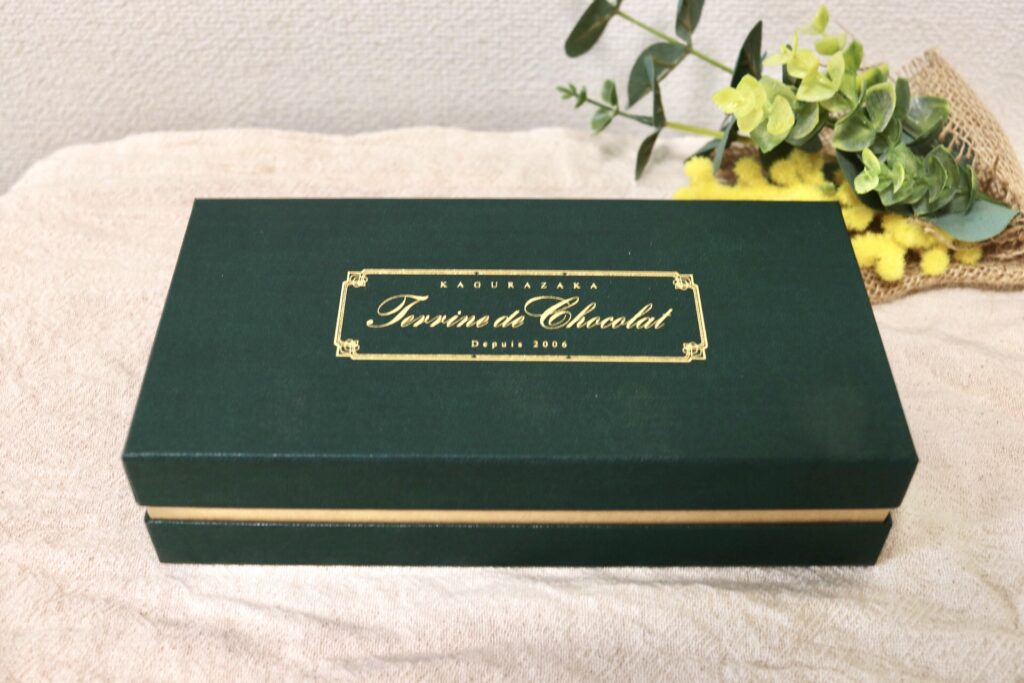 KAGURAZAKA
Terrine de Chocolat
Depuis 2006